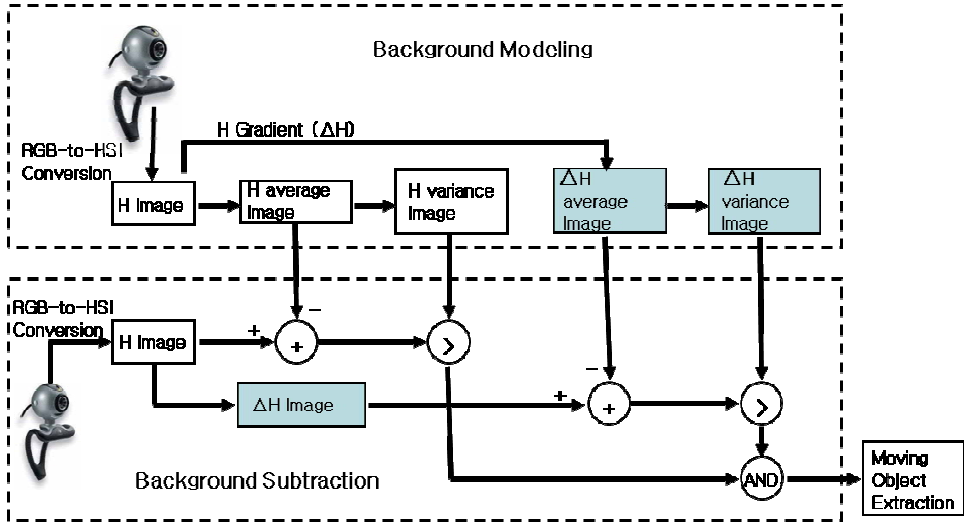 Background Modeling
H Gradient (ΔH)
RGB-to-HSI
Conversion
H Image
H average
Image
H variance
Image
ΔH
average
Image
ΔH
variance
Image
RGB-to-HSI
Conversion
H Image
+
−
+
>
ΔH Image
+
−
+
>
AND
Background Subtraction
Moving
Object
Extraction